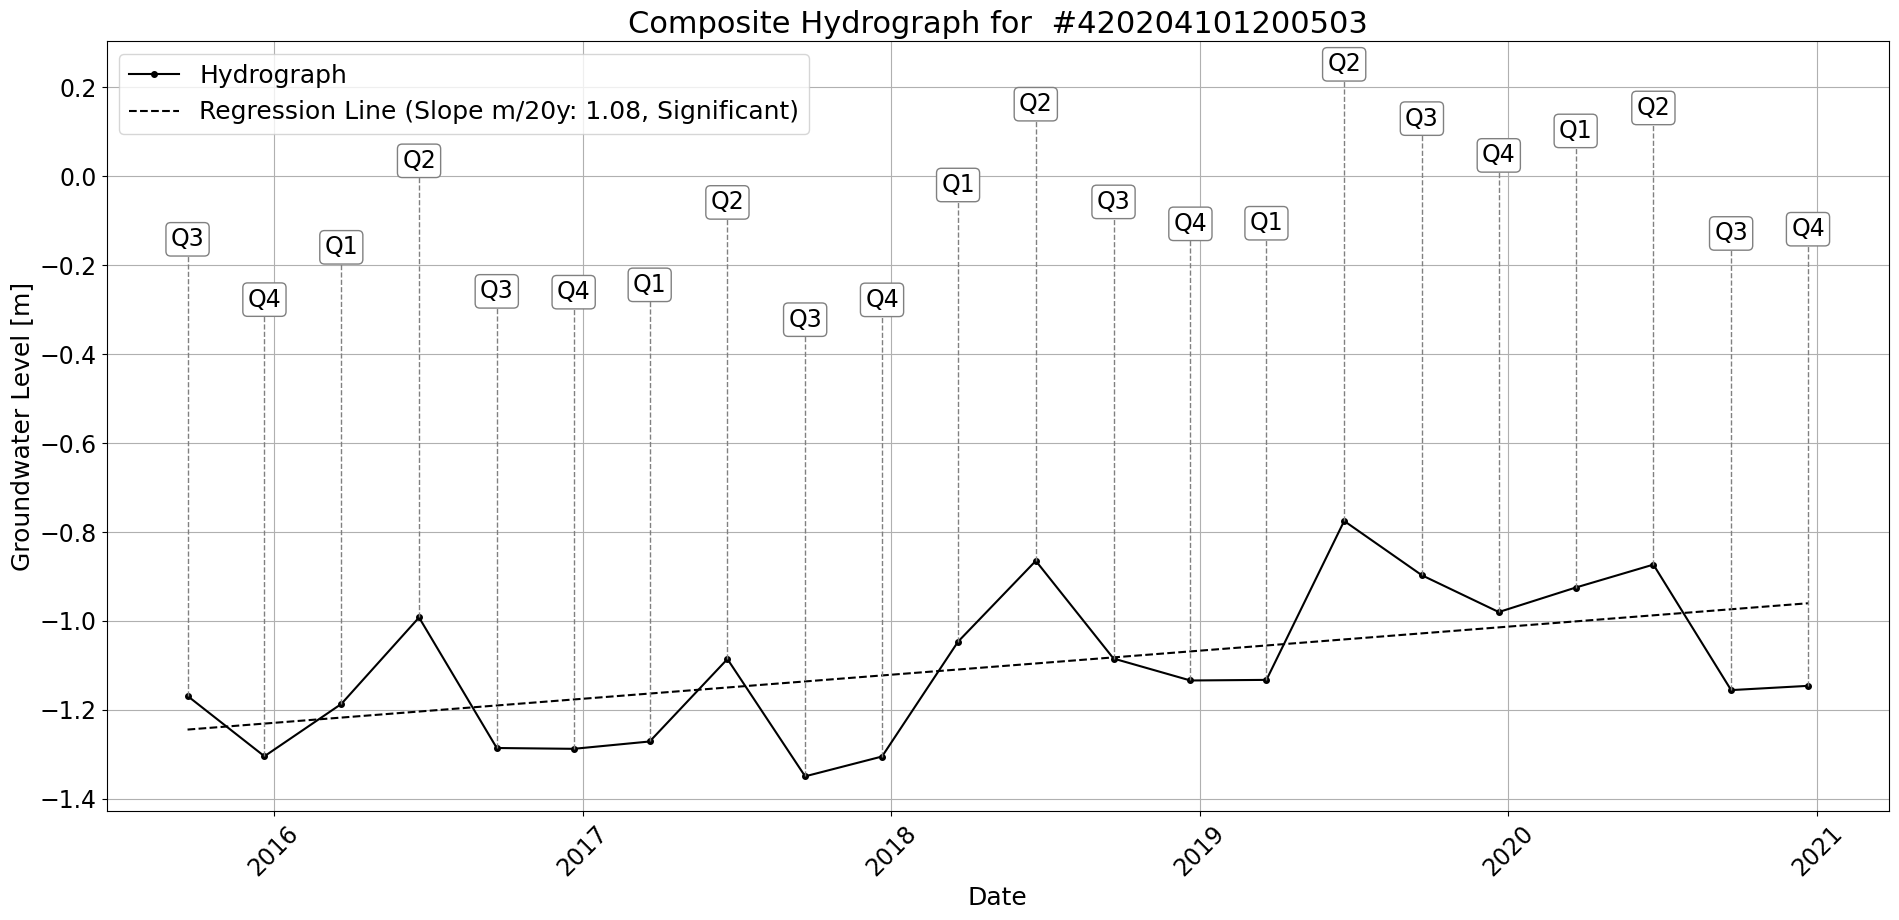 Composite Hydrograph for  #420204101200503
Hydrograph
Regression Line (Slope m/20y: 1.08, Significant)
Groundwater Level [m]
0.2
0.0
−0.2
−0.4
−0.6
−0.8
−1.0
−1.2
−1.4
Q3
Q4
Q1
Q2
Q3
Q4
Q1
Q2
Q3
Q4
Q1
Q2
Q3
Q4
Q1
Q2
Q3
Q4
Q1
Q2
Q3
Q4
2016
2017
2018
2019
2020
2021
Date